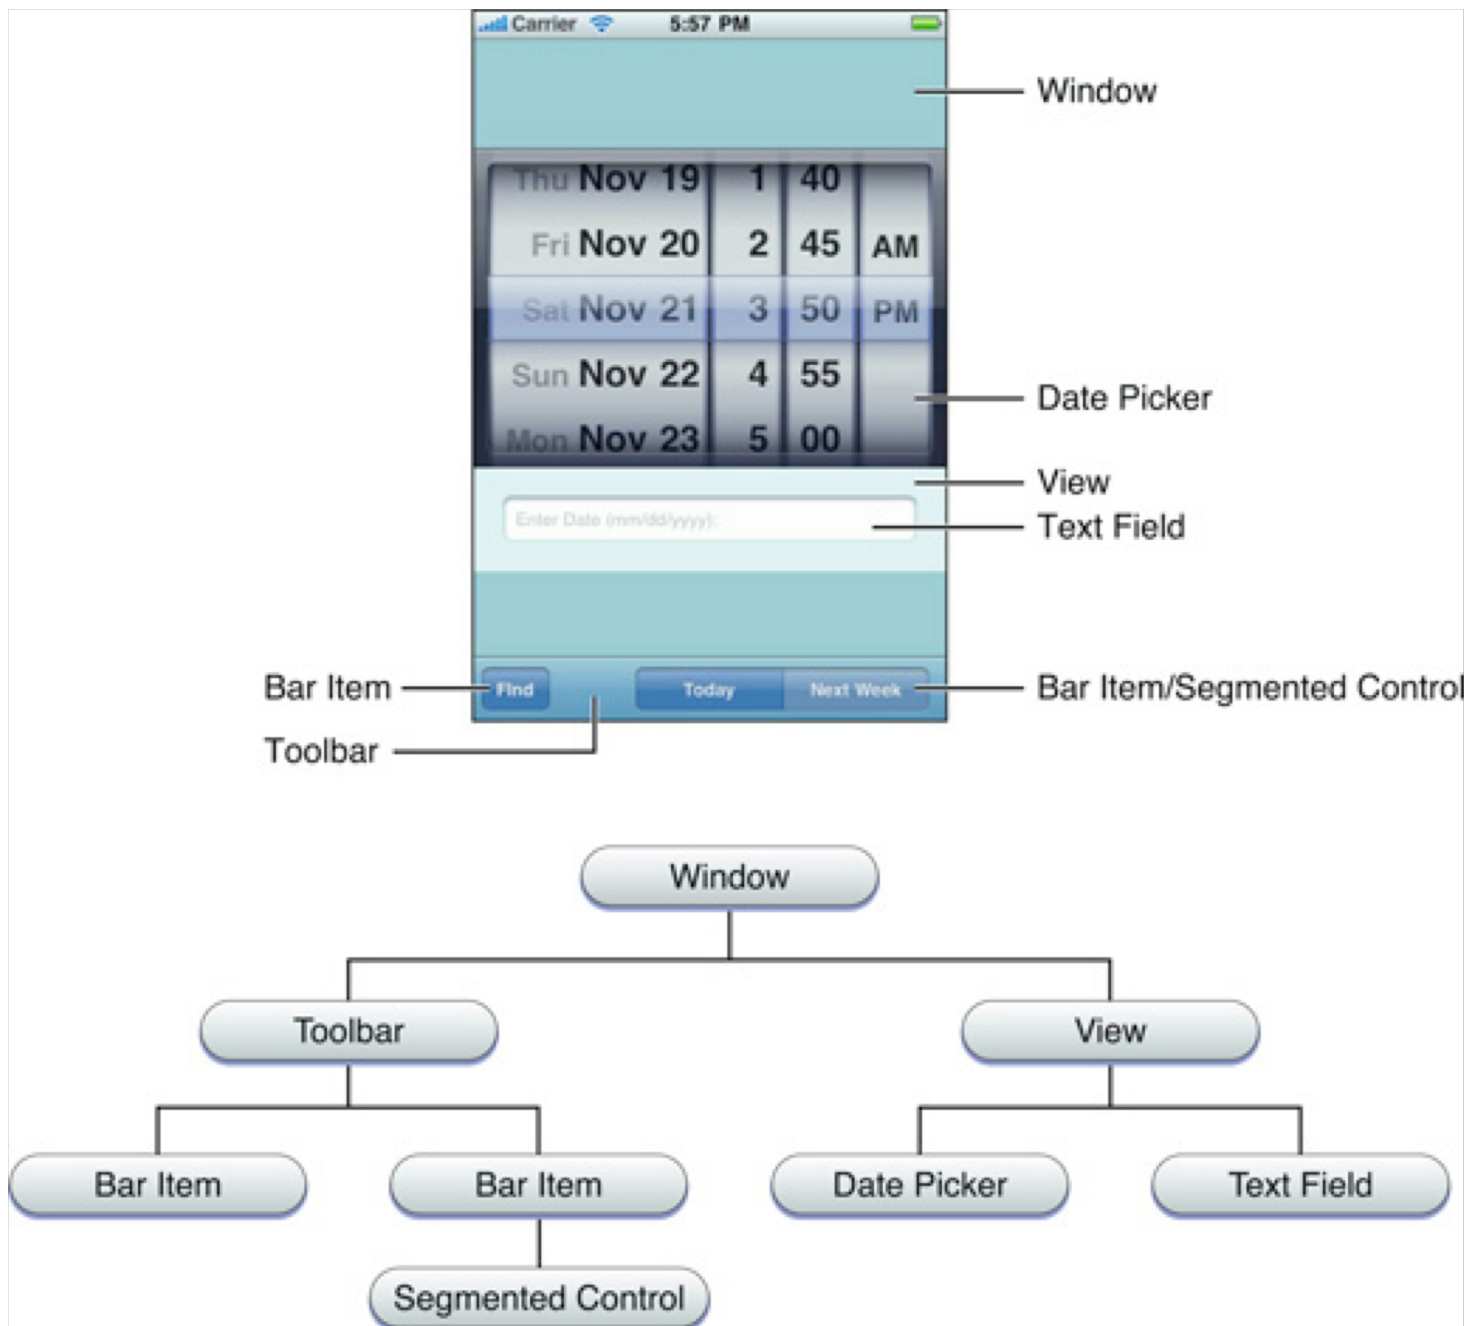 Carrier 5:57 PM
Window
Thu Nov 19 1 40
Fri Nov 20 2 45 AM
Sat Nov 21 3 50 PM
Sun Nov 22 4 55
Mon Nov 23 5 00
Date Picker
View
Enter Date (mm/dd/yyyy):
Text Field
Bar Item
Find
Today
Next Week
Bar Item/Segmented Control
Toolbar
Window
Toolbar
View
Bar Item
Bar Item
Date Picker
Text Field
Segmented Control